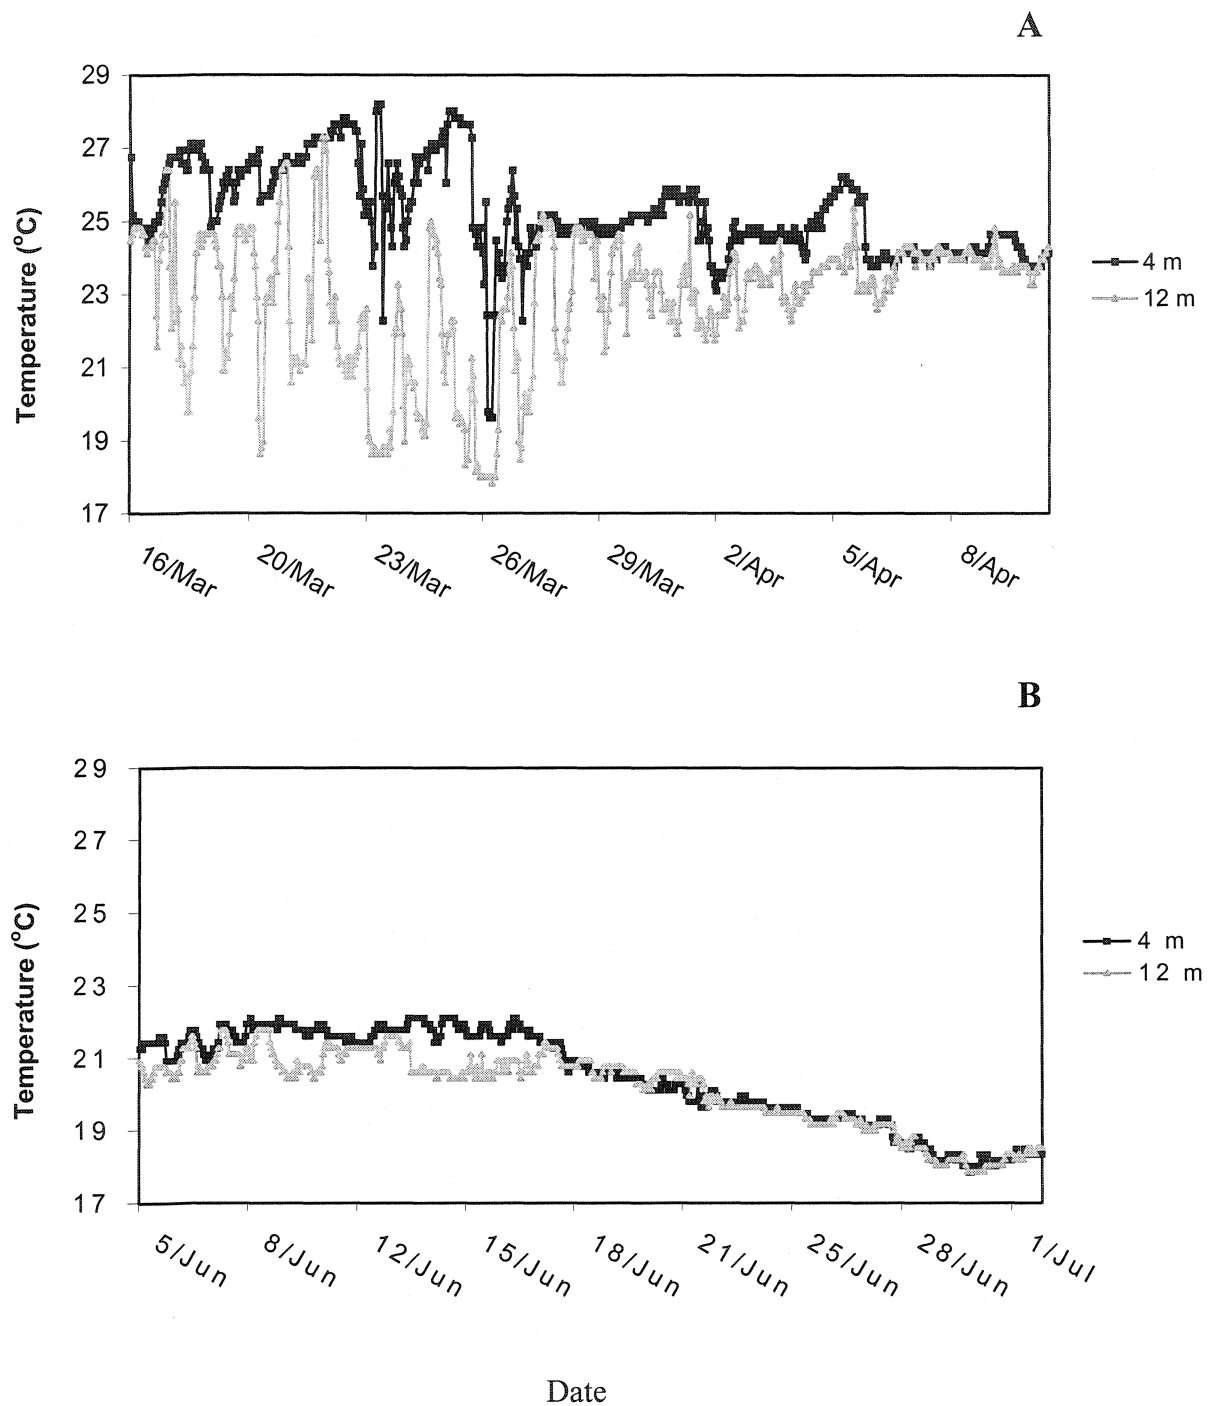 A
29
27
25
23
21
19
17
Temperature (°C)
16/Mar
20/Mar
23/Mar
26/Mar
29/Mar
2/Apr
5/Apr
8/Apr
4 m
12 m
B
29
27
25
23
21
19
17
Temperature (°C)
5/Jun
8/Jun
12/Jun
15/Jun
18/Jun
21/Jun
25/Jun
28/Jun
1/Jul
4 m
12 m
Date